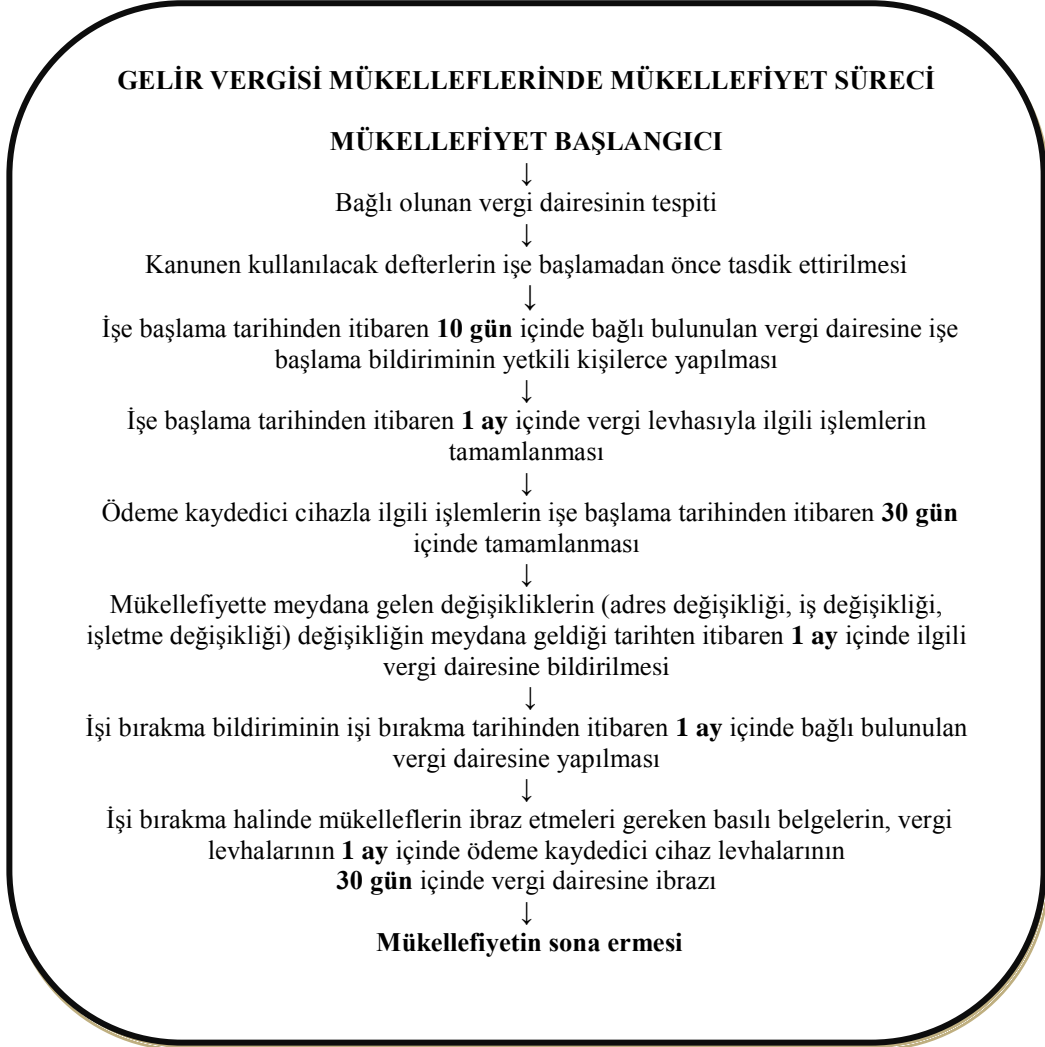 GELİR VERGİSİ MÜKELLEFLERİNDE MÜKELLEFİYET SÜRECİ
MÜKELLEFİYET BAŞLANGICI
↓
Bağlı olunan vergi dairesinin tespiti
↓
Kanunen kullanılacak defterlerin işe başlamadan önce tasdik ettirilmesi
↓
İşe başlama tarihinden itibaren 10 gün içinde bağlı bulunulan vergi dairesine işe
başlama bildiriminin yetkili kişilerce yapılması
↓
İşe başlama tarihinden itibaren 1 ay içinde vergi levhasıyla ilgili işlemlerin
tamamlanması
↓
Ödeme kaydedici cihazla ilgili işlemlerin işe başlama tarihinden itibaren 30 gün
içinde tamamlanması
↓
Mükellefiyette meydana gelen değişikliklerin (adres değişikliği, iş değişikliği,
işletme değişikliği) değişikliğin meydana geldiği tarihten itibaren 1 ay içinde ilgili
vergi dairesine bildirilmesi
↓
İşi bırakma bildiriminin işi bırakma tarihinden itibaren 1 ay içinde bağlı bulunulan
vergi dairesine yapılması
↓
İşi bırakma halinde mükelleflerin ibraz etmeleri gereken basılı belgelerin, vergi
levhalarının 1 ay içinde ödeme kaydedici cihaz levhalarının
30 gün içinde vergi dairesine ibrazı
↓
Mükellefiyetin sona ermesi